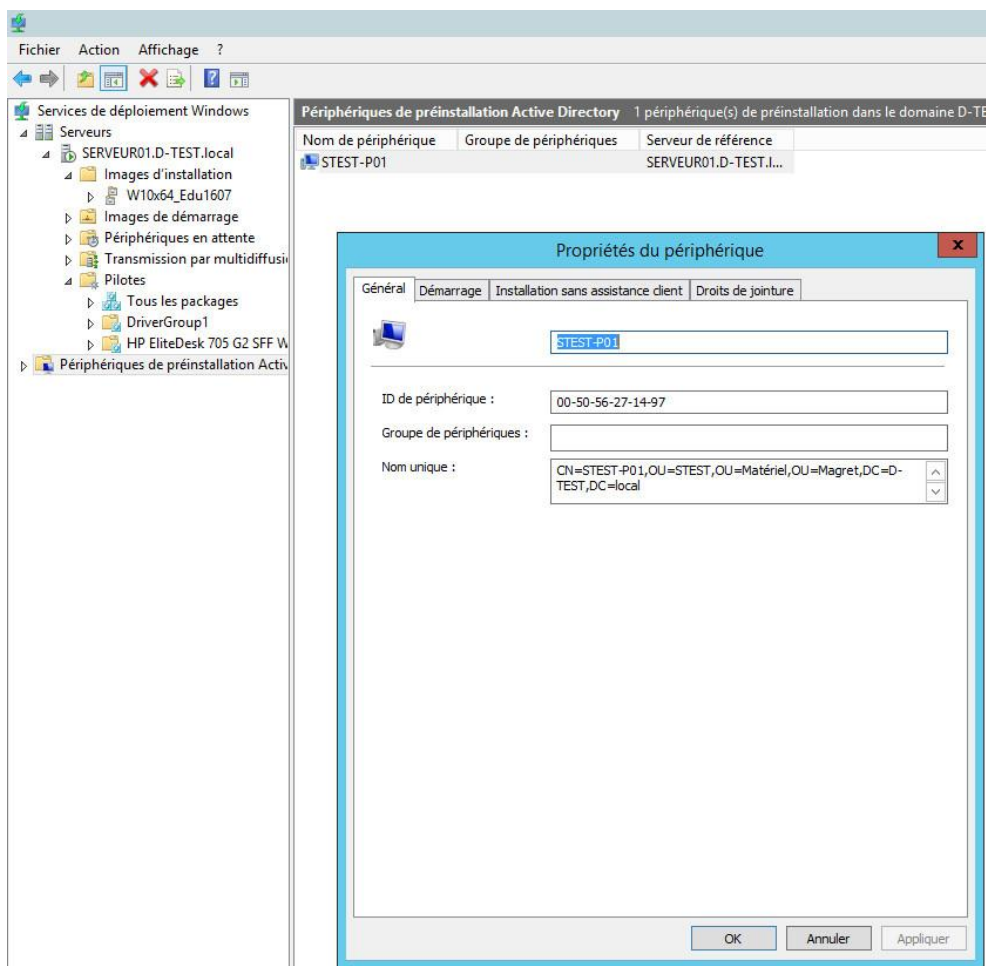 Fichier Action Affichage ?
Services de déploiement Windows
Serveurs
SERVEUR01.D-TEST.local
Images d'installation
W10x64_Edu1607
Images de démarrage
Périphériques en attente
Transmission par multidiffusi
Pilotes
Tous les packages
DriverGroup1
HP EliteDesk 705 G2 SFF W
Périphériques de préinstallation Activ
Périphériques de préinstallation Active Directory 1 périphérique(s) de préinstallation dans le domaine D-TE
Nom de périphérique Groupe de périphériques Serveur de référence
STEST-P01 SERVEUR01.D-TEST.l...
Propriétés du périphérique x
Général Démarrage Installation sans assistance client Droits de jointure
STEST-P01
ID de périphérique : 00-50-56-27-14-97
Groupe de périphériques :
Nom unique : CN=STEST-P01,OU=STEST,OU=Matériel,OU=Magret,DC=D-
TEST,DC=local
OK Annuler Appliquer